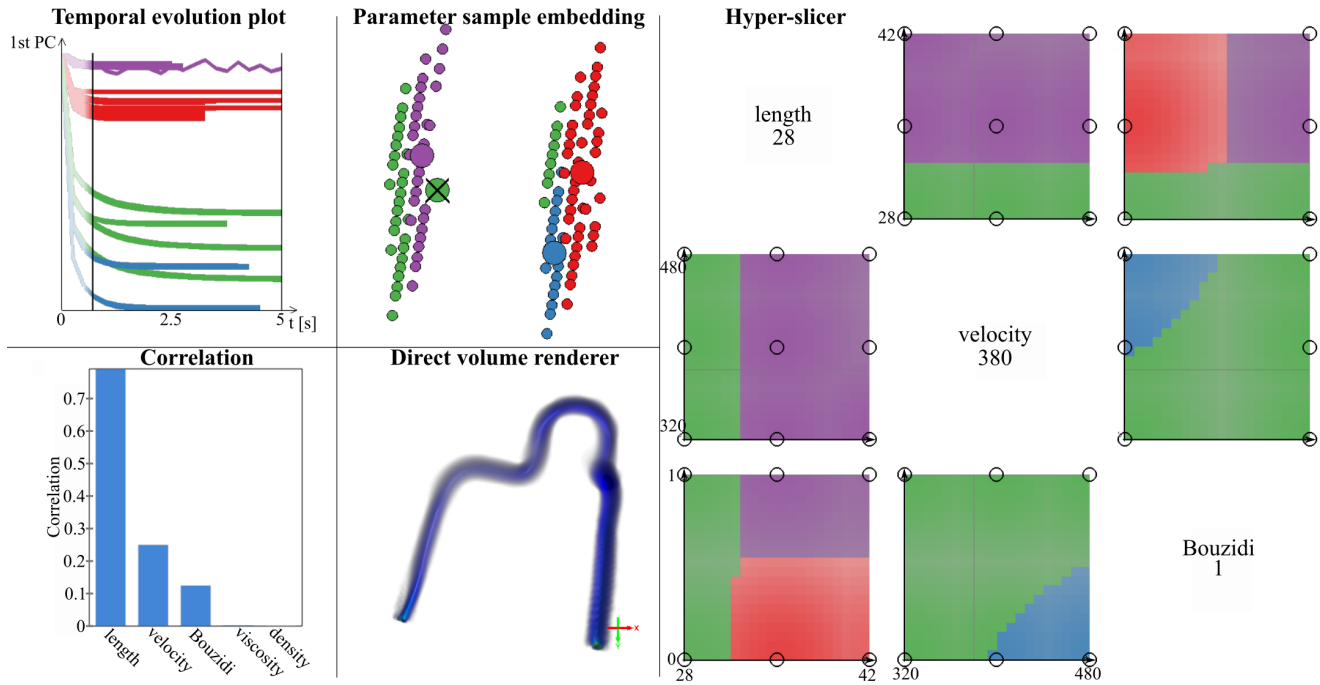 Temporal evolution plot
1st PC
0
2.5
5
t [s]
Parameter sample embedding
Hyper-slicer
length
28
42
28
480
320
velocity
380
1
0
28
42
320
480
Bouzidi
1
Correlation
Correlation
0.7
0.6
0.5
0.4
0.3
0.2
0.1
0
length
velocity
Bouzidi
viscosity
density
Direct volume renderer
x